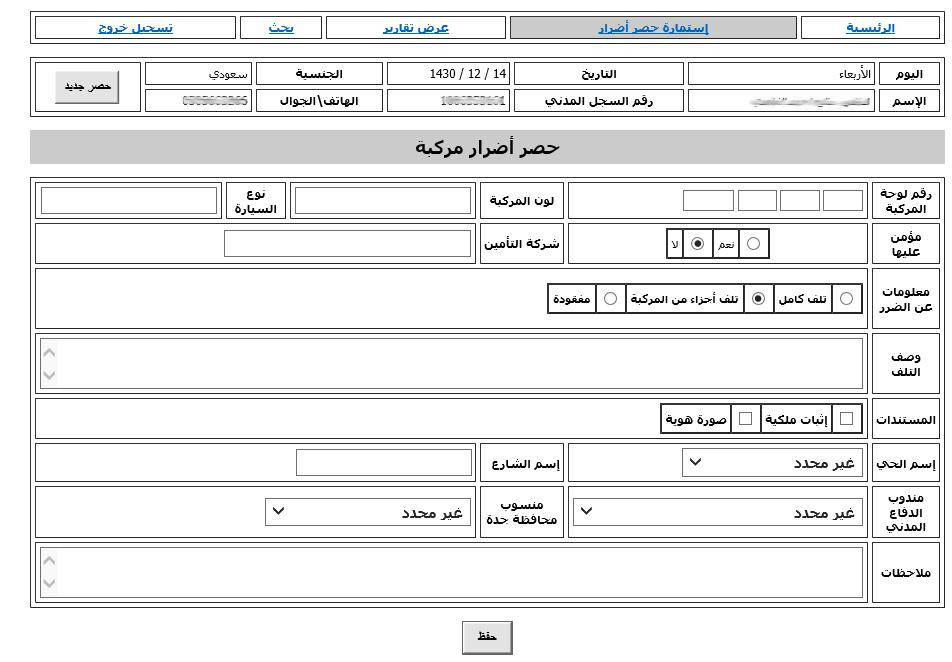 الرئيسية إستمارة حصر أضرار عرض تقارير بحث تسجيل خروج
اليوم الأربعاء التاريخ 14 / 12 / 1430 الجنسية سعودي حصر جديد
الإسم رقم السجل المدني الهاتف\الجوال
حصر أضرار مركبة
رقم لوحة المركبة لون المركبة نوع السيارة
مؤمن عليها نعم لا شركة التأمين
معلومات عن الضرر تلف كامل تلف أجزاء من المركبة مفقودة
وصف التلف
المستندات إثبات ملكية صورة هوية
إسم الحي غير محدد إسم الشارع
مندوب الدفاع المدني غير محدد منسوب محافظة جدة غير محدد
ملاحظات
حفظ